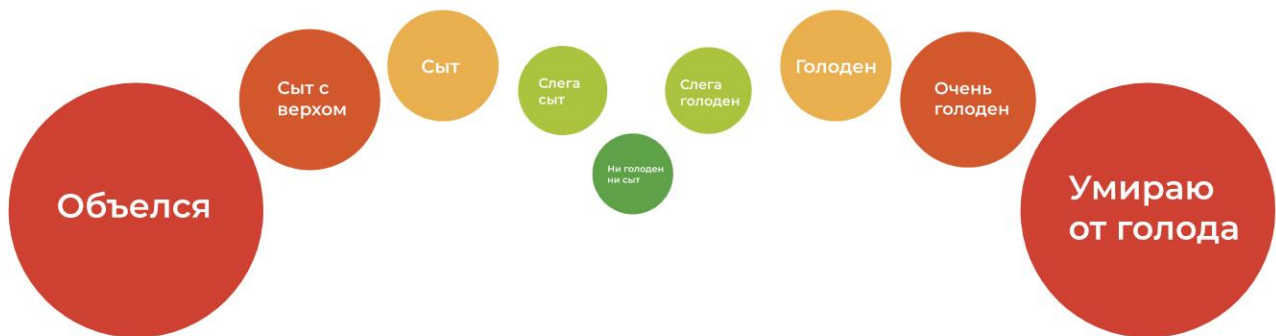 Объелся
Сыт с
верхом
Сыт
Слега
сыт
Ни голоден
ни сыт
Слега
голоден
Голоден
Очень
голоден
Умираю
от голода